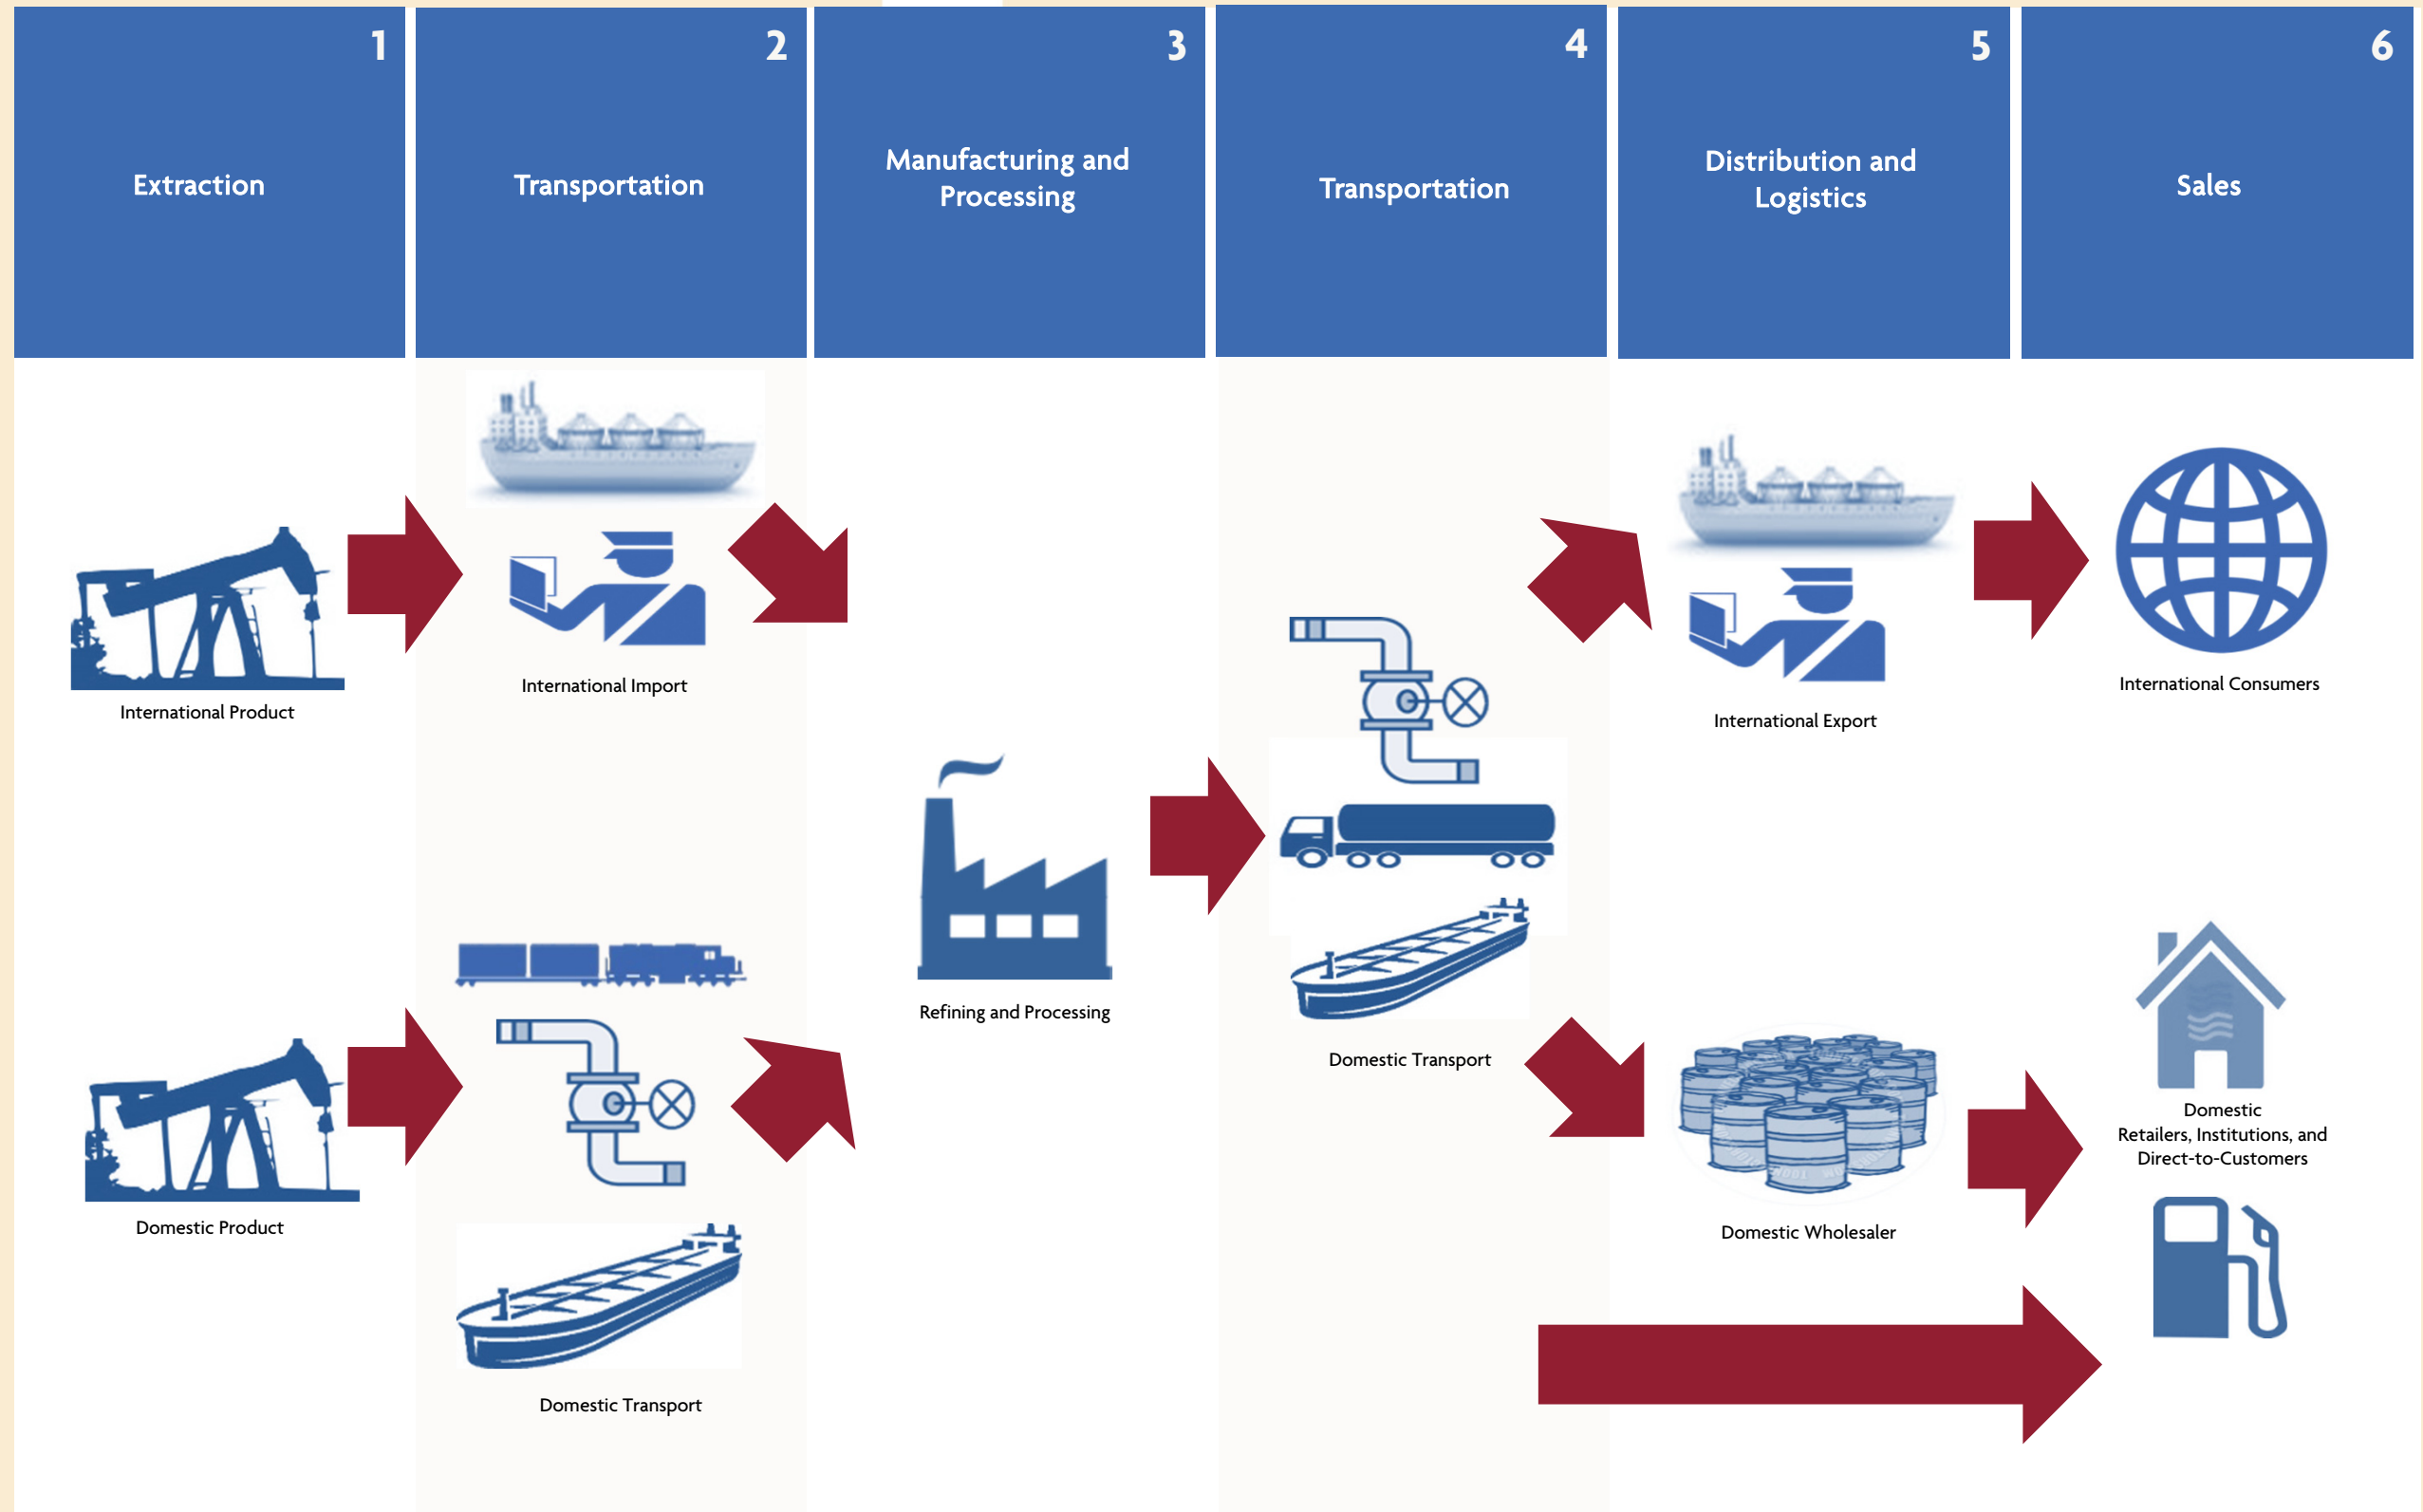 1
Extraction
2
Transportation
3
Manufacturing and
Processing
4
Transportation
5
Distribution and
Logistics
6
Sales
International Product
International Import
International Export
International Consumers
Refining and Processing
Domestic Transport
Domestic
Retailers, Institutions, and
Direct-to-Customers
Domestic Product
Domestic Wholesaler
Domestic Transport